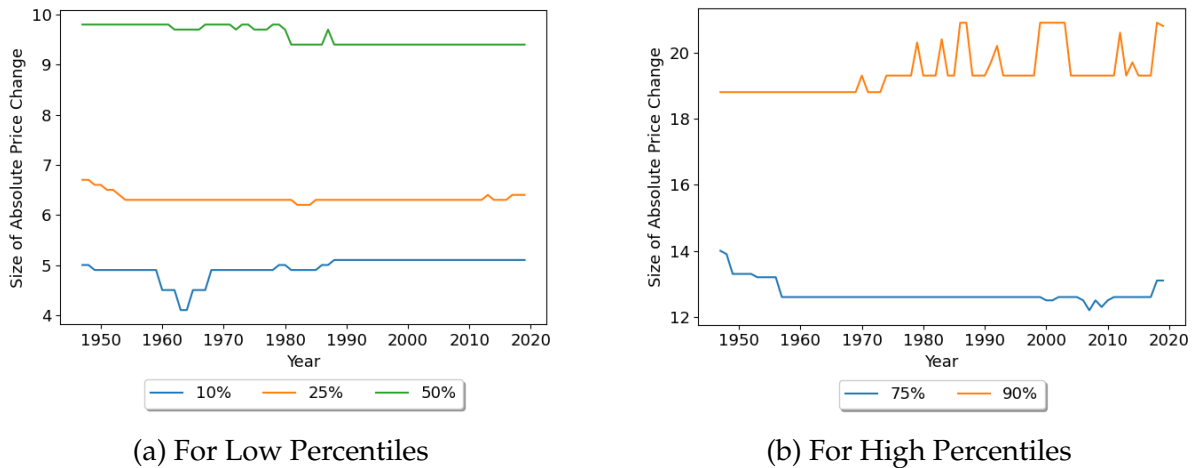 10
9
8
7
6
5
4
Size of Absolute Price Change
1950 1960 1970 1980 1990 2000 2010 2020
Year
10% 25% 50%
(a) For Low Percentiles
20
18
16
14
12
Size of Absolute Price Change
1950 1960 1970 1980 1990 2000 2010 2020
Year
75% 90%
(b) For High Percentiles